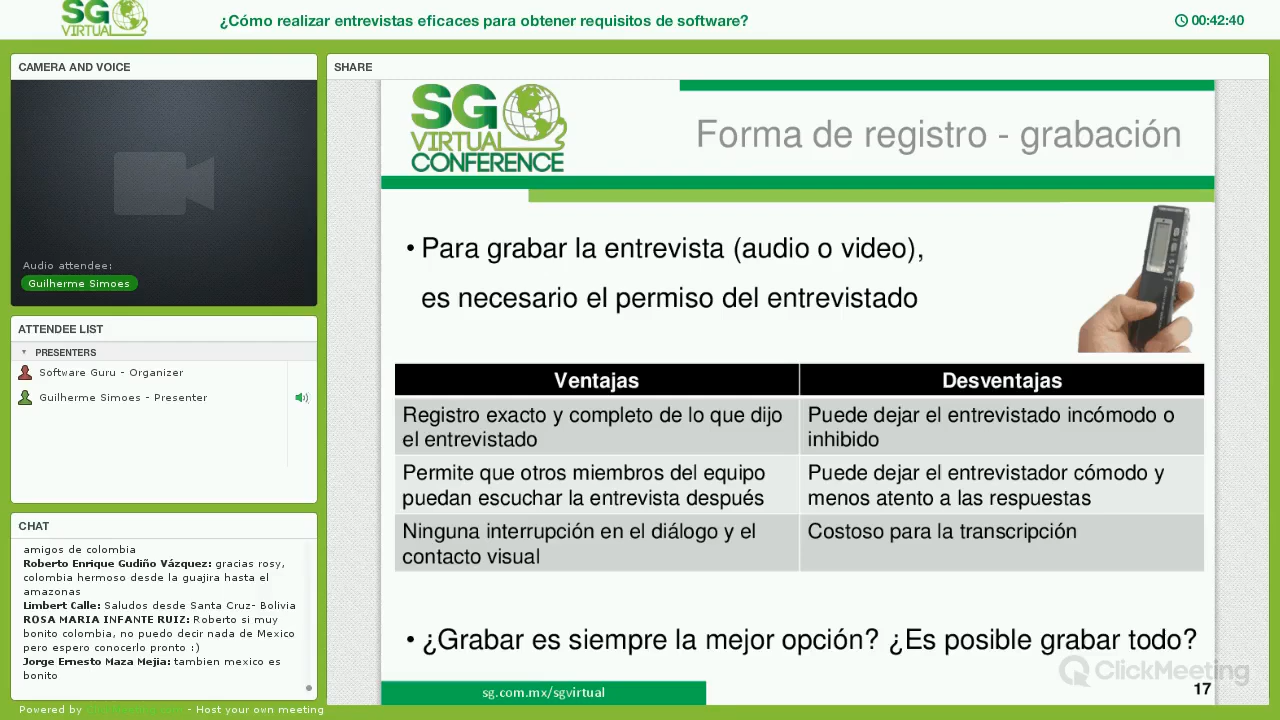 SG
VIRTUAL
¿Cómo realizar entrevistas eficaces para obtener requisitos de software?
00:42:40
CAMERA AND VOICE
Audio attendee:
Guilherme Simoes
ATTENDEE LIST
PRESENTERS
Software Guru - Organizer
Guilherme Simoes - Presenter
CHAT
amigos de colombia
Roberto Enrique Gudiño Vázquez: gracias rosy,
colombia hermoso desde la guajira hasta el
amazonas
Limbert Calle: Saludos desde Santa Cruz- Bolivia
ROSA MARIA INFANTE RUIZ: Roberto si muy
bonito colombia, no puedo decir nada de Mexico
pero espero conocerlo pronto :)
Jorge Ernesto Maza Mejia: tambien mexico es
bonito
Powered by ClickMeeting.com - Host your own meeting
SHARE
SG
VIRTUAL
CONFERENCE
Forma de registro - grabación
• Para grabar la entrevista (audio o video),
es necesario el permiso del entrevistado
Ventajas
Desventajas
Registro exacto y completo de lo que dijo
el entrevistado
Puede dejar el entrevistado incómodo o
inhibido
Permite que otros miembros del equipo
puedan escuchar la entrevista después
Puede dejar el entrevistador cómodo y
menos atento a las respuestas
Ninguna interrupción en el diálogo y el
contacto visual
Costoso para la transcripción
• ¿Grabar es siempre la mejor opción? ¿Es posible grabar todo?
ClickMeeting
sg.com.mx/sgvirtual
17